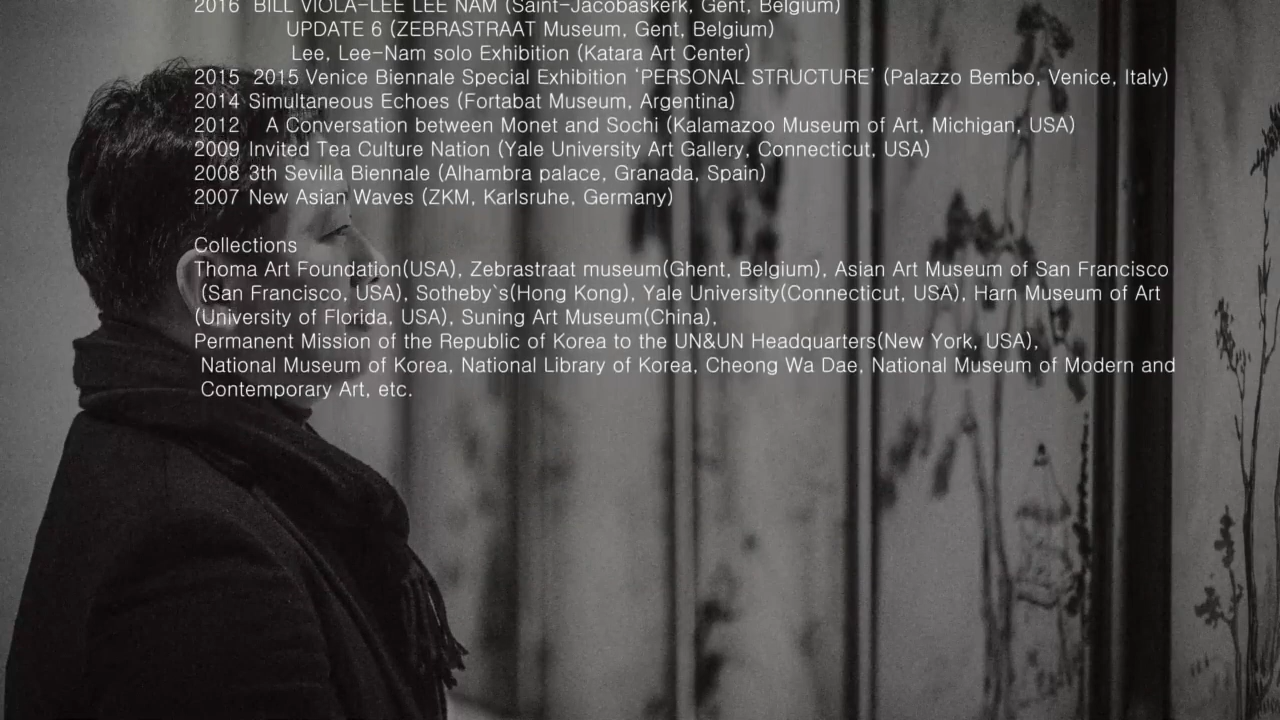 2016 BILL VIOLA-LEE LEE NAM (Saint-Jacobaskerk, Gent, Belgium)
UPDATE 6 (ZEBRASTRAAT Museum, Gent, Belgium)
Lee, Lee-Nam solo Exhibition (Katara Art Center)
2015 2015 Venice Biennale Special Exhibition ‘PERSONAL STRUCTURE’ (Palazzo Bembo, Venice, Italy)
2014 Simultaneous Echoes (Fortabat Museum, Argentina)
2012 A Conversation between Monet and Sochi (Kalamazoo Museum of Art, Michigan, USA)
2009 Invited Tea Culture Nation (Yale University Art Gallery, Connecticut, USA)
2008 3th Sevilla Biennale (Alhambra palace, Granada, Spain)
2007 New Asian Waves (ZKM, Karlsruhe, Germany)
Collections
Thoma Art Foundation(USA), Zebrastraat museum(Ghent, Belgium), Asian Art Museum of San Francisco
(San Francisco, USA), Sotheby`s(Hong Kong), Yale University(Connecticut, USA), Harn Museum of Art
(University of Florida, USA), Suning Art Museum(China),
Permanent Mission of the Republic of Korea to the UN&UN Headquarters(New York, USA),
National Museum of Korea, National Library of Korea, Cheong Wa Dae, National Museum of Modern and
Contemporary Art, etc.